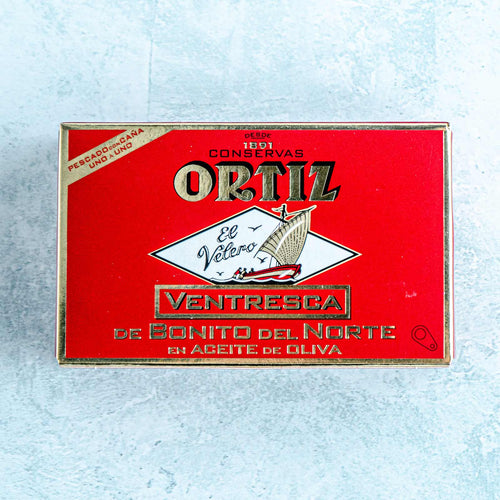 PESCADO CON CAÑA
UNO A UNO
DESDE
1891
CONSERVAS
ORTIZ
El
Velero
VENTRESCA
DE BONITO DEL NORTE
EN ACEITE DE OLIVA